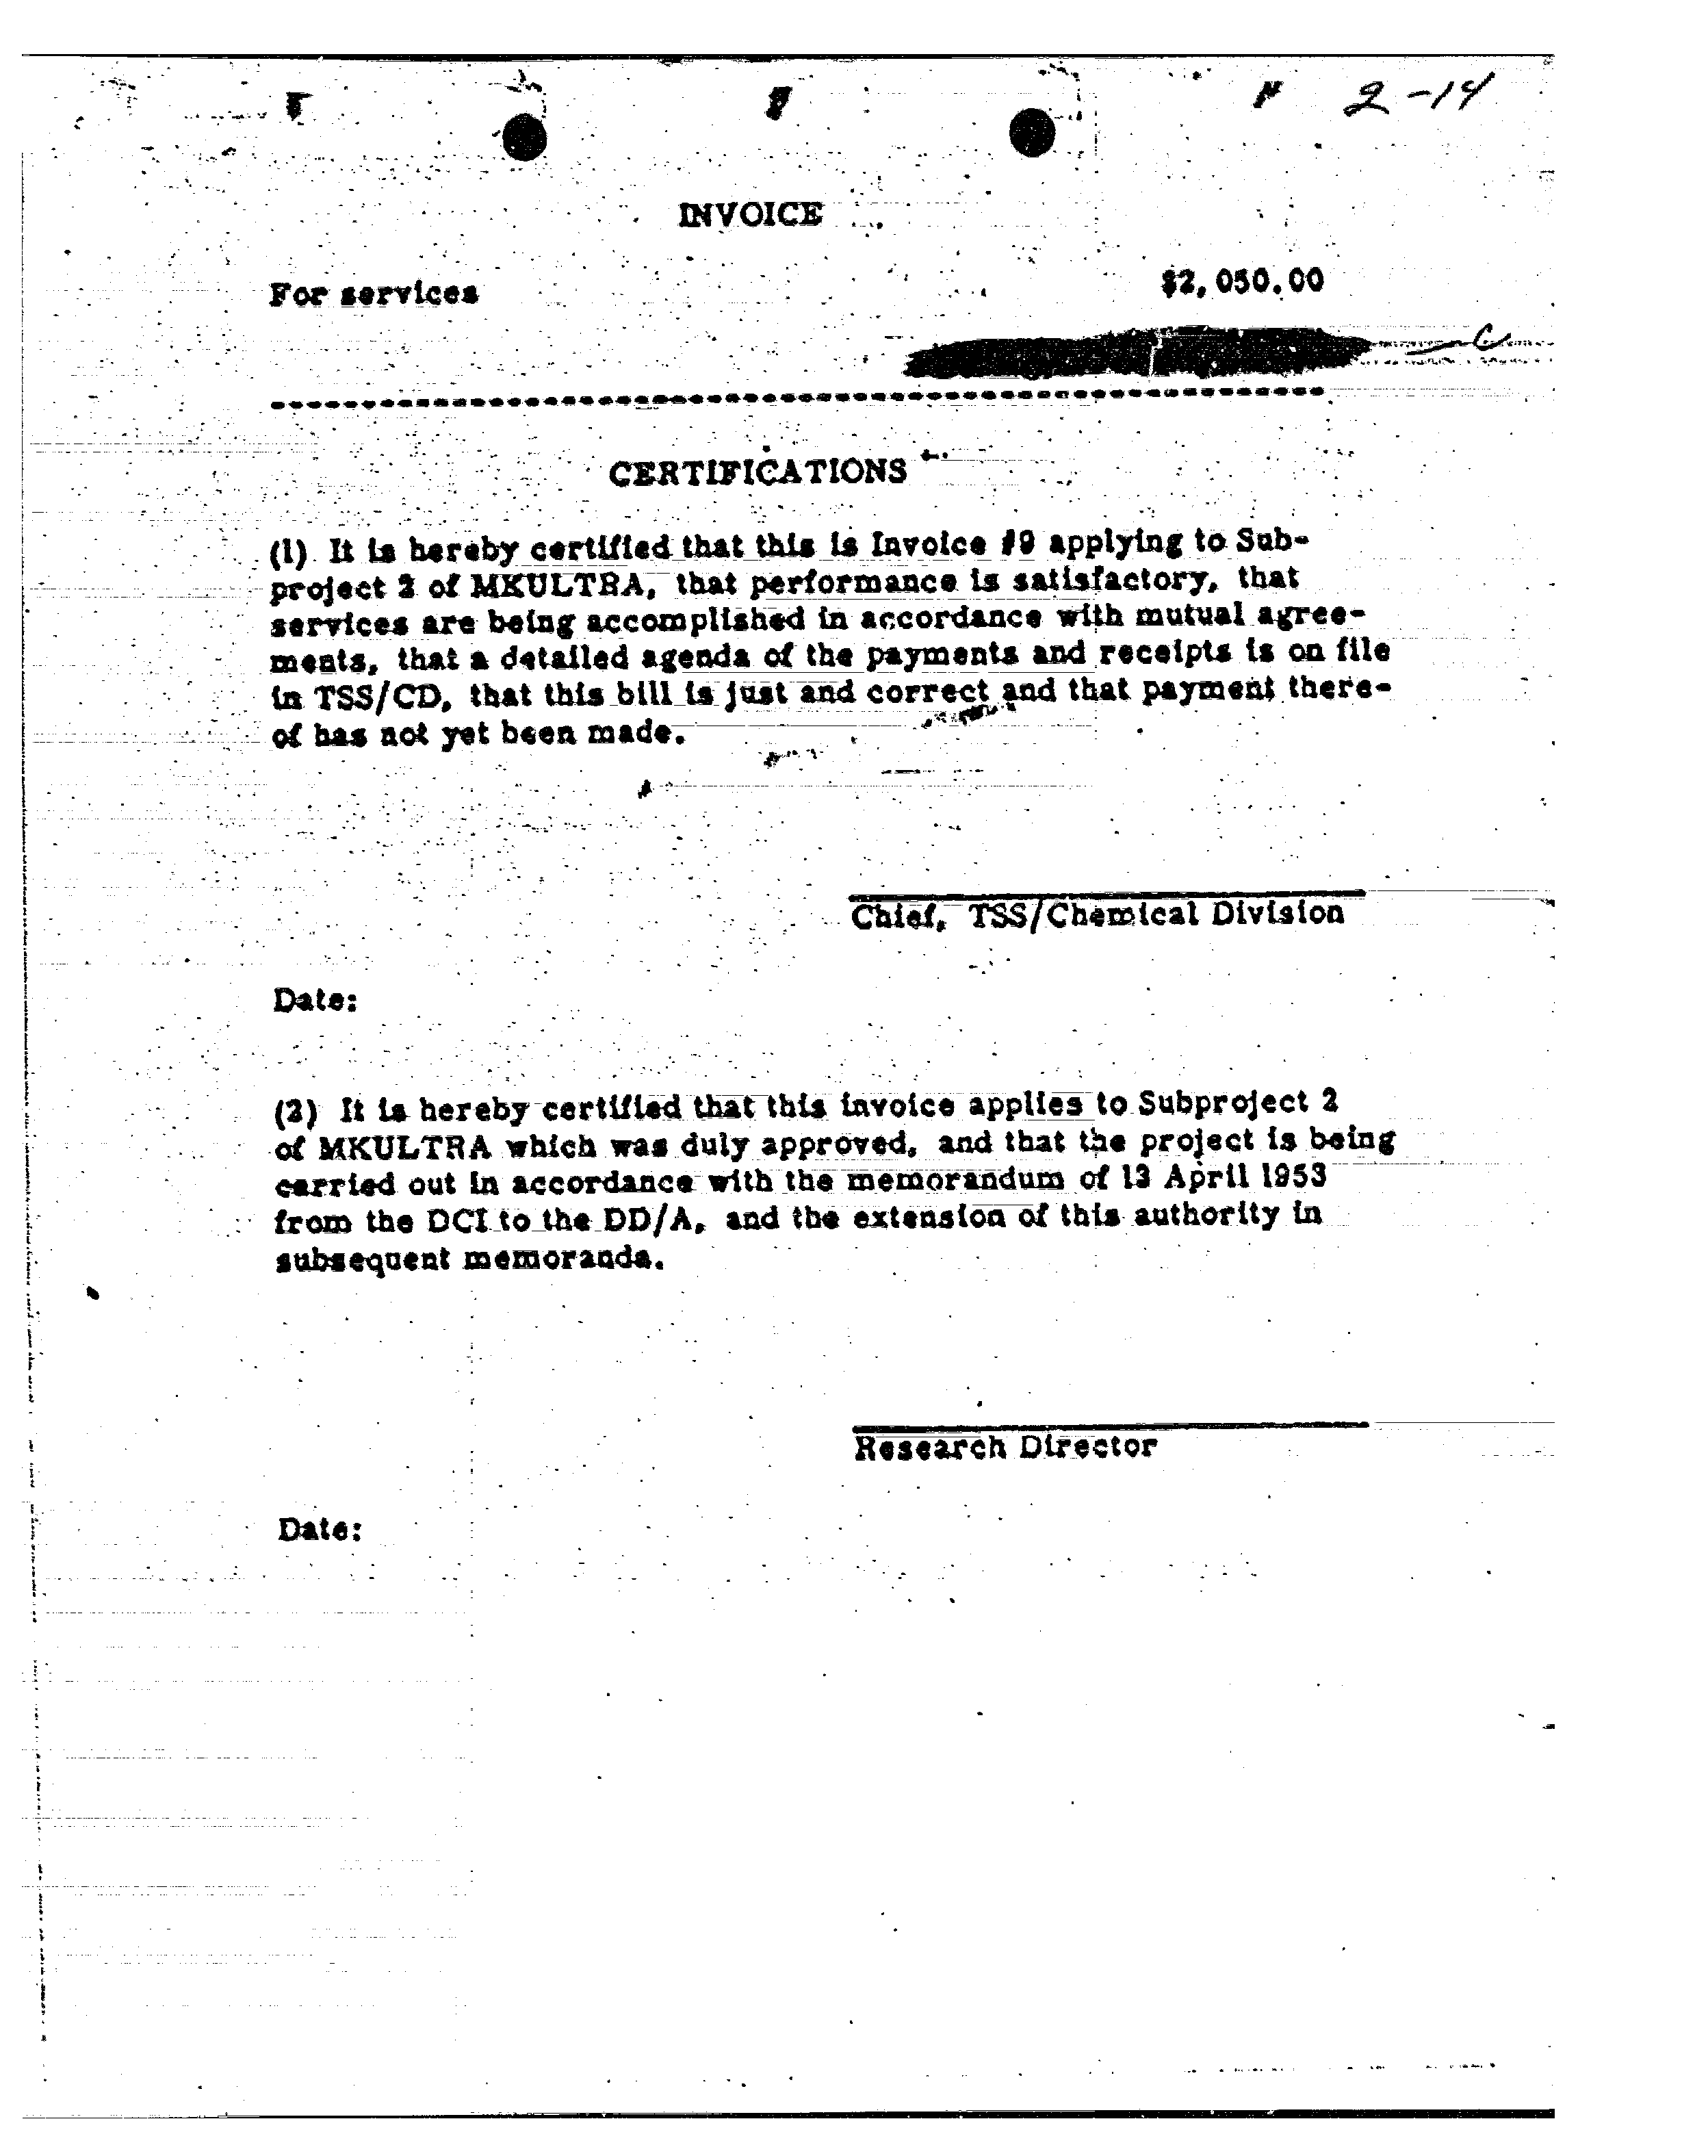 2-14
INVOICE
For services $2,050.00
C
CERTIFICATIONS
(1) It is hereby certified that this is Invoice #9 applying to Sub-
project 2 of MKULTRA, that performance is satisfactory, that
services are being accomplished in accordance with mutual agree-
ments, that a detailed agenda of the payments and receipts is on file
in TSS/CD, that this bill is just and correct and that payment there-
of has not yet been made.
Chief, TSS/Chemical Division
Date:
(2) It is hereby certified that this invoice applies to Subproject 2
of MKULTRA which was duly approved, and that the project is being
carried out in accordance with the memorandum of 13 April 1953
from the DCI to the DD/A, and the extension of this authority in
subsequent memoranda.
Research Director
Date: